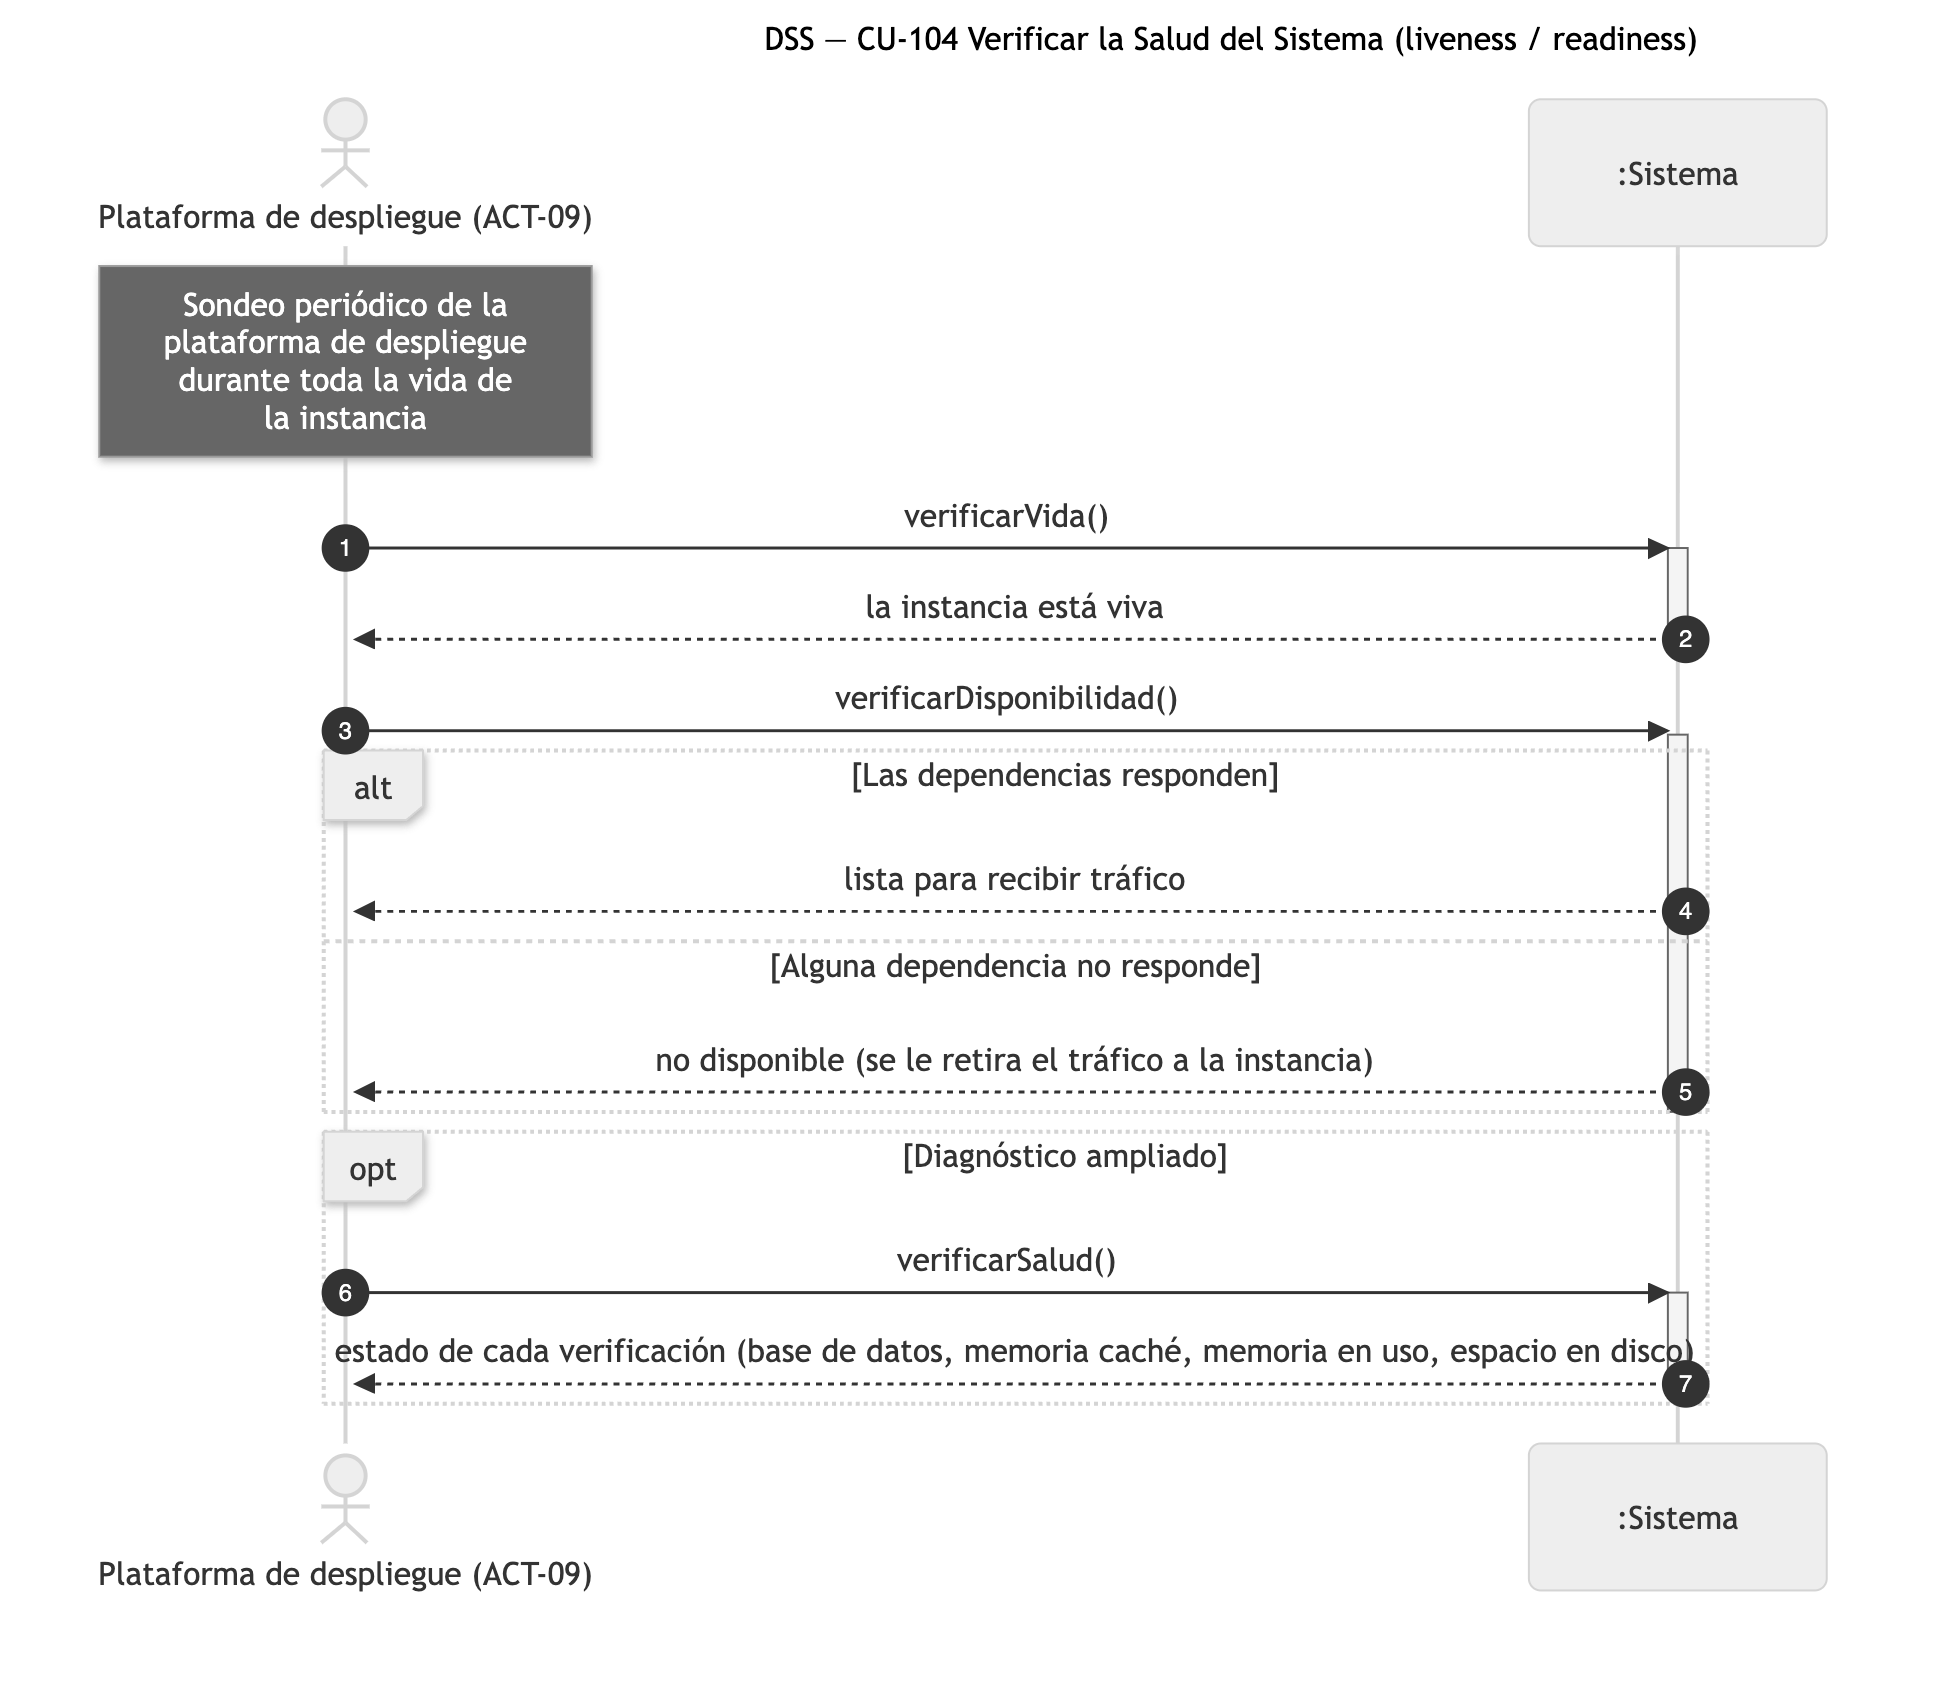 DSS — CU-104 Verificar la Salud del Sistema (liveness / readiness)
Plataforma de despliegue (ACT-09)
:Sistema
Sondeo periódico de la
plataforma de despliegue
durante toda la vida de
la instancia
verificarVida()
1
la instancia está viva
2
verificarDisponibilidad()
3
alt
[Las dependencias responden]
lista para recibir tráfico
4
[Alguna dependencia no responde]
no disponible (se le retira el tráfico a la instancia)
5
opt
[Diagnóstico ampliado]
verificarSalud()
6
estado de cada verificación (base de datos, memoria caché, memoria en uso, espacio en disco)
7
Plataforma de despliegue (ACT-09)
:Sistema